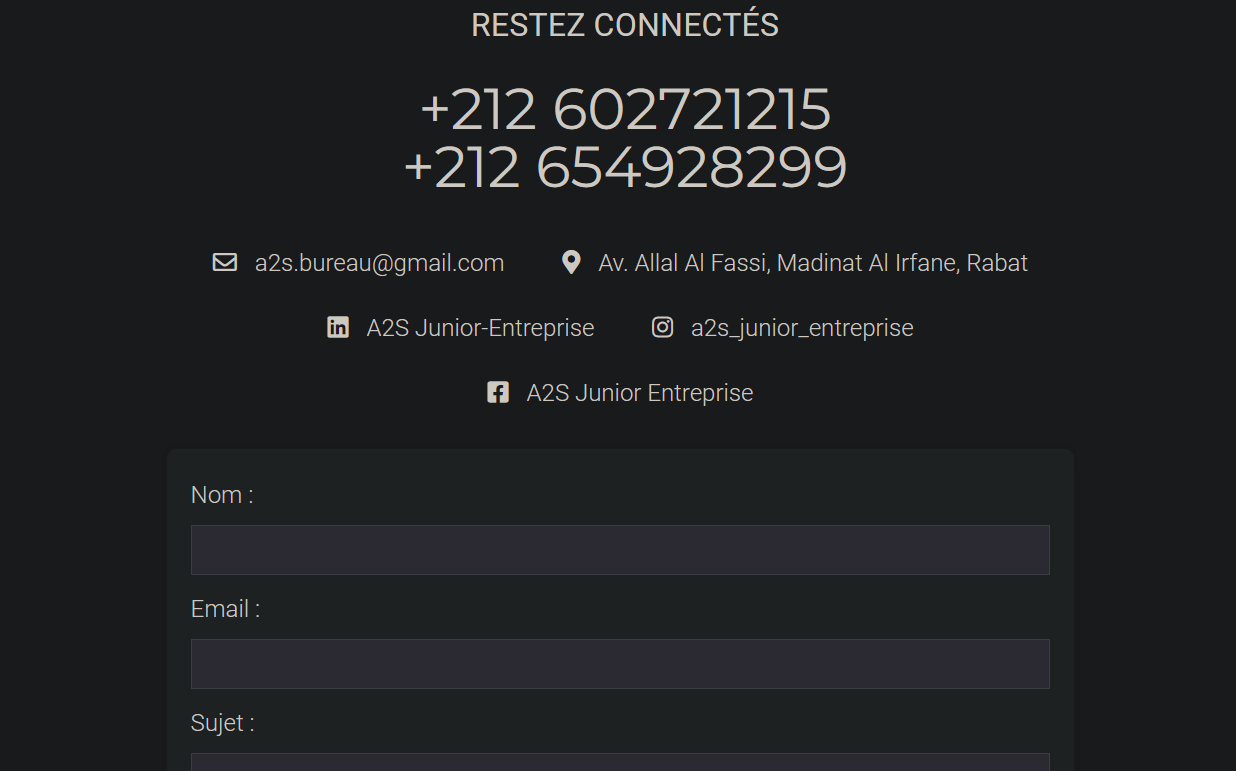 RESTEZ CONNECTÉS
+212 602721215
+212 654928299
a2s.bureau@gmail.com Av. Allal Al Fassi, Madinat Al Irfane, Rabat
A2S Junior-Entreprise a2s_junior_entreprise
A2S Junior Entreprise
Nom :
Email :
Sujet :